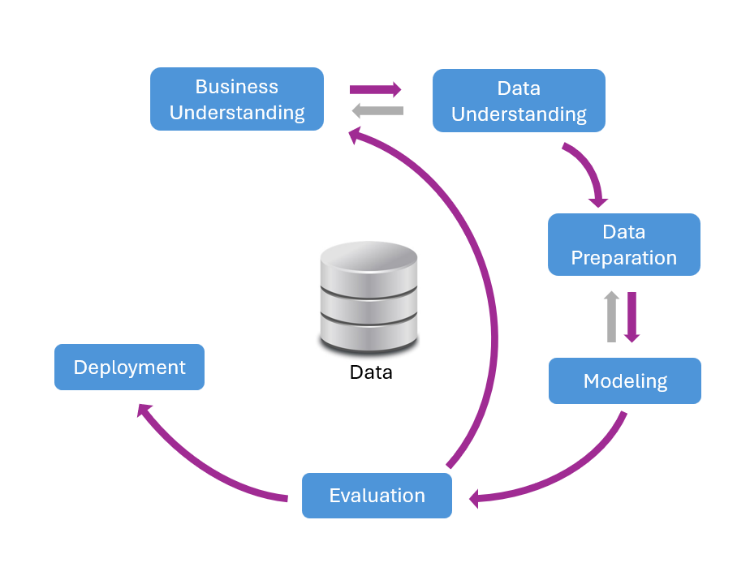 Business
Understanding
Data
Understanding
Data
Preparation
Modeling
Evaluation
Deployment
Data